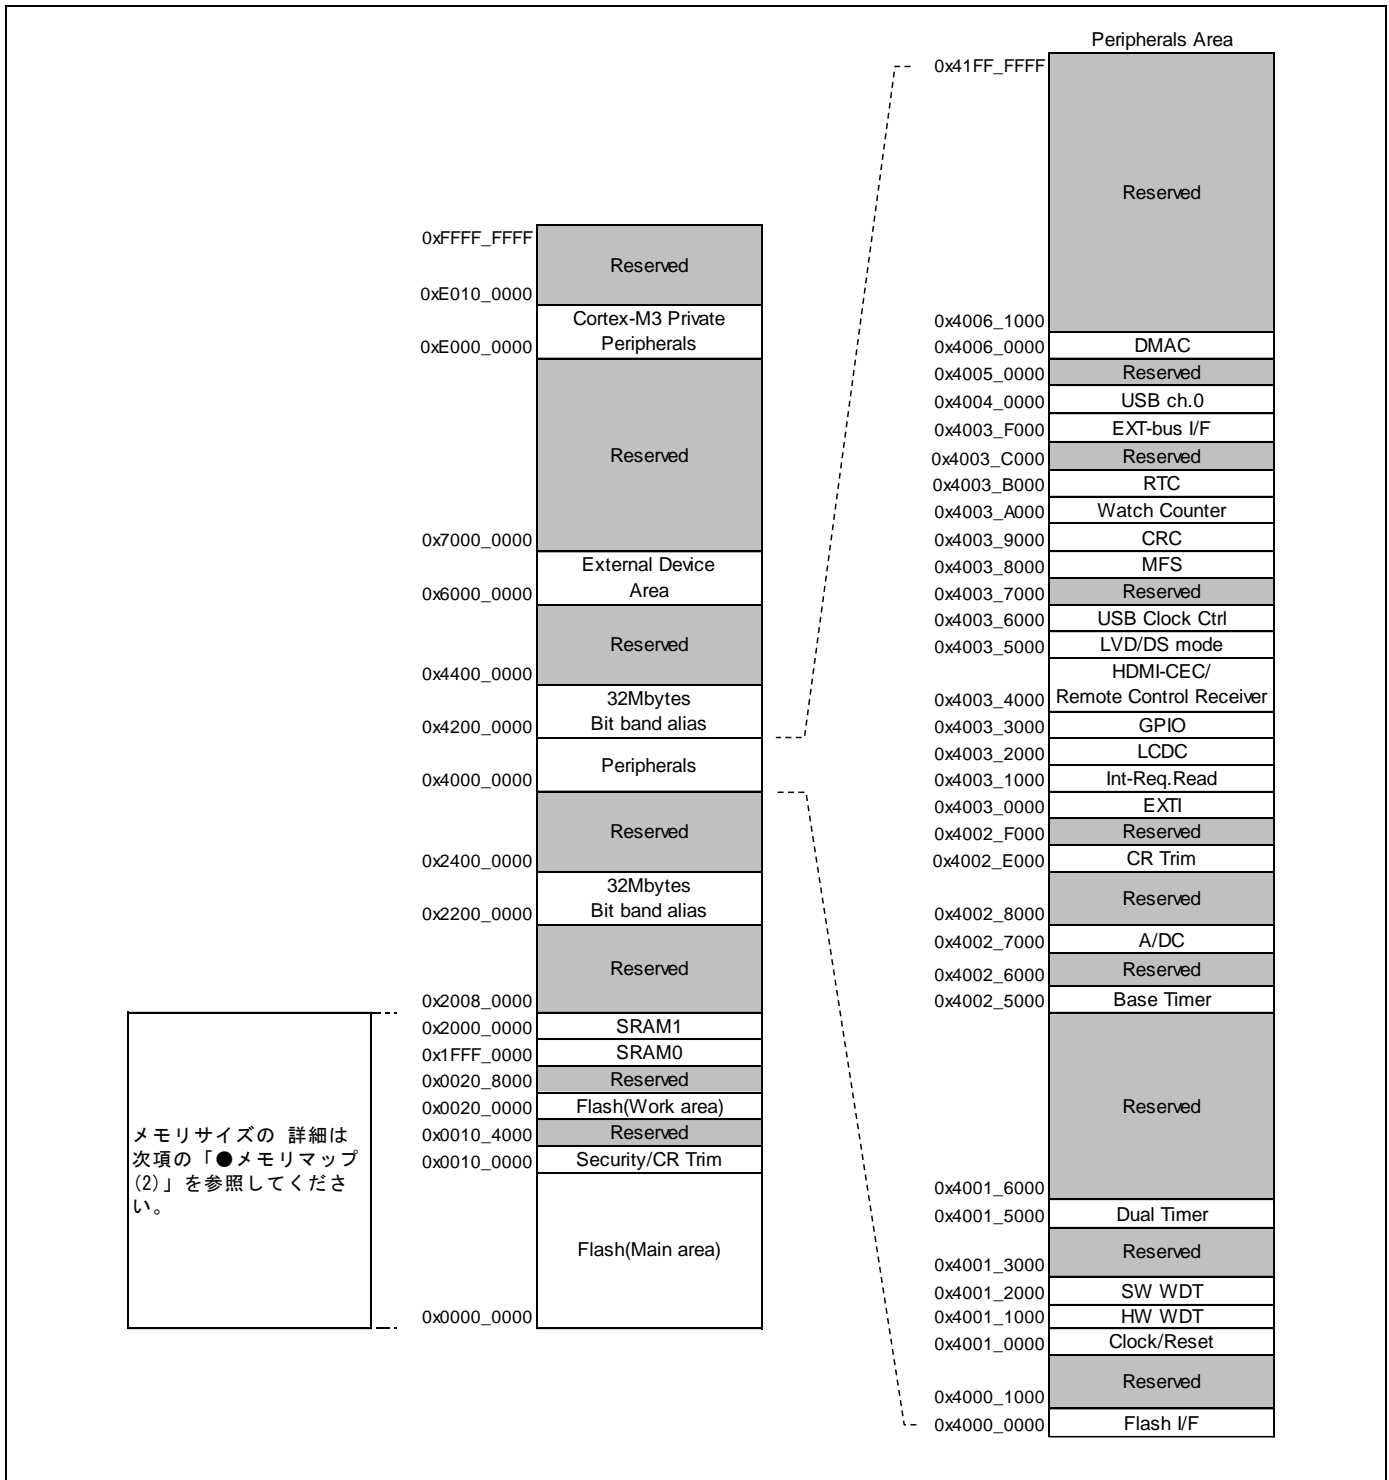 Peripherals Area
0x41FF_FFFF
Reserved
0x4006_1000
0x4006_0000 DMAC
0x4005_0000 Reserved
0x4004_0000 USB ch.0
0x4003_F000 EXT-bus I/F
0x4003_C000 Reserved
0x4003_B000 RTC
0x4003_A000 Watch Counter
0x4003_9000 CRC
0x4003_8000 MFS
0x4003_7000 Reserved
0x4003_6000 USB Clock Ctrl
0x4003_5000 LVD/DS mode
HDMI-CEC/
0x4003_4000 Remote Control Receiver
0x4003_3000 GPIO
0x4003_2000 LCDC
0x4003_1000 Int-Req.Read
0x4003_0000 EXTI
0x4002_F000 Reserved
0x4002_E000 CR Trim
Reserved
0x4002_8000
0x4002_7000 A/DC
0x4002_6000 Reserved
0x4002_5000 Base Timer
Reserved
0x4001_6000
0x4001_5000 Dual Timer
Reserved
0x4001_3000
0x4001_2000 SW WDT
0x4001_1000 HW WDT
0x4001_0000 Clock/Reset
Reserved
0x4000_1000
0x4000_0000 Flash I/F
0xFFFF_FFFF
Reserved
0xE010_0000
Cortex-M3 Private
0xE000_0000 Peripherals
Reserved
0x7000_0000
External Device
0x6000_0000 Area
Reserved
0x4400_0000
32Mbytes
0x4200_0000 Bit band alias
Peripherals
0x4000_0000
Reserved
0x2400_0000
32Mbytes
0x2200_0000 Bit band alias
Reserved
0x2008_0000
0x2000_0000 SRAM1
0x1FFF_0000 SRAM0
0x0020_8000 Reserved
0x0020_0000 Flash(Work area)
0x0010_4000 Reserved
0x0010_0000 Security/CR Trim
Flash(Main area)
0x0000_0000
メモリサイズの 詳細は
次項の「●メモリマップ
(2)」を参照してくださ
い。